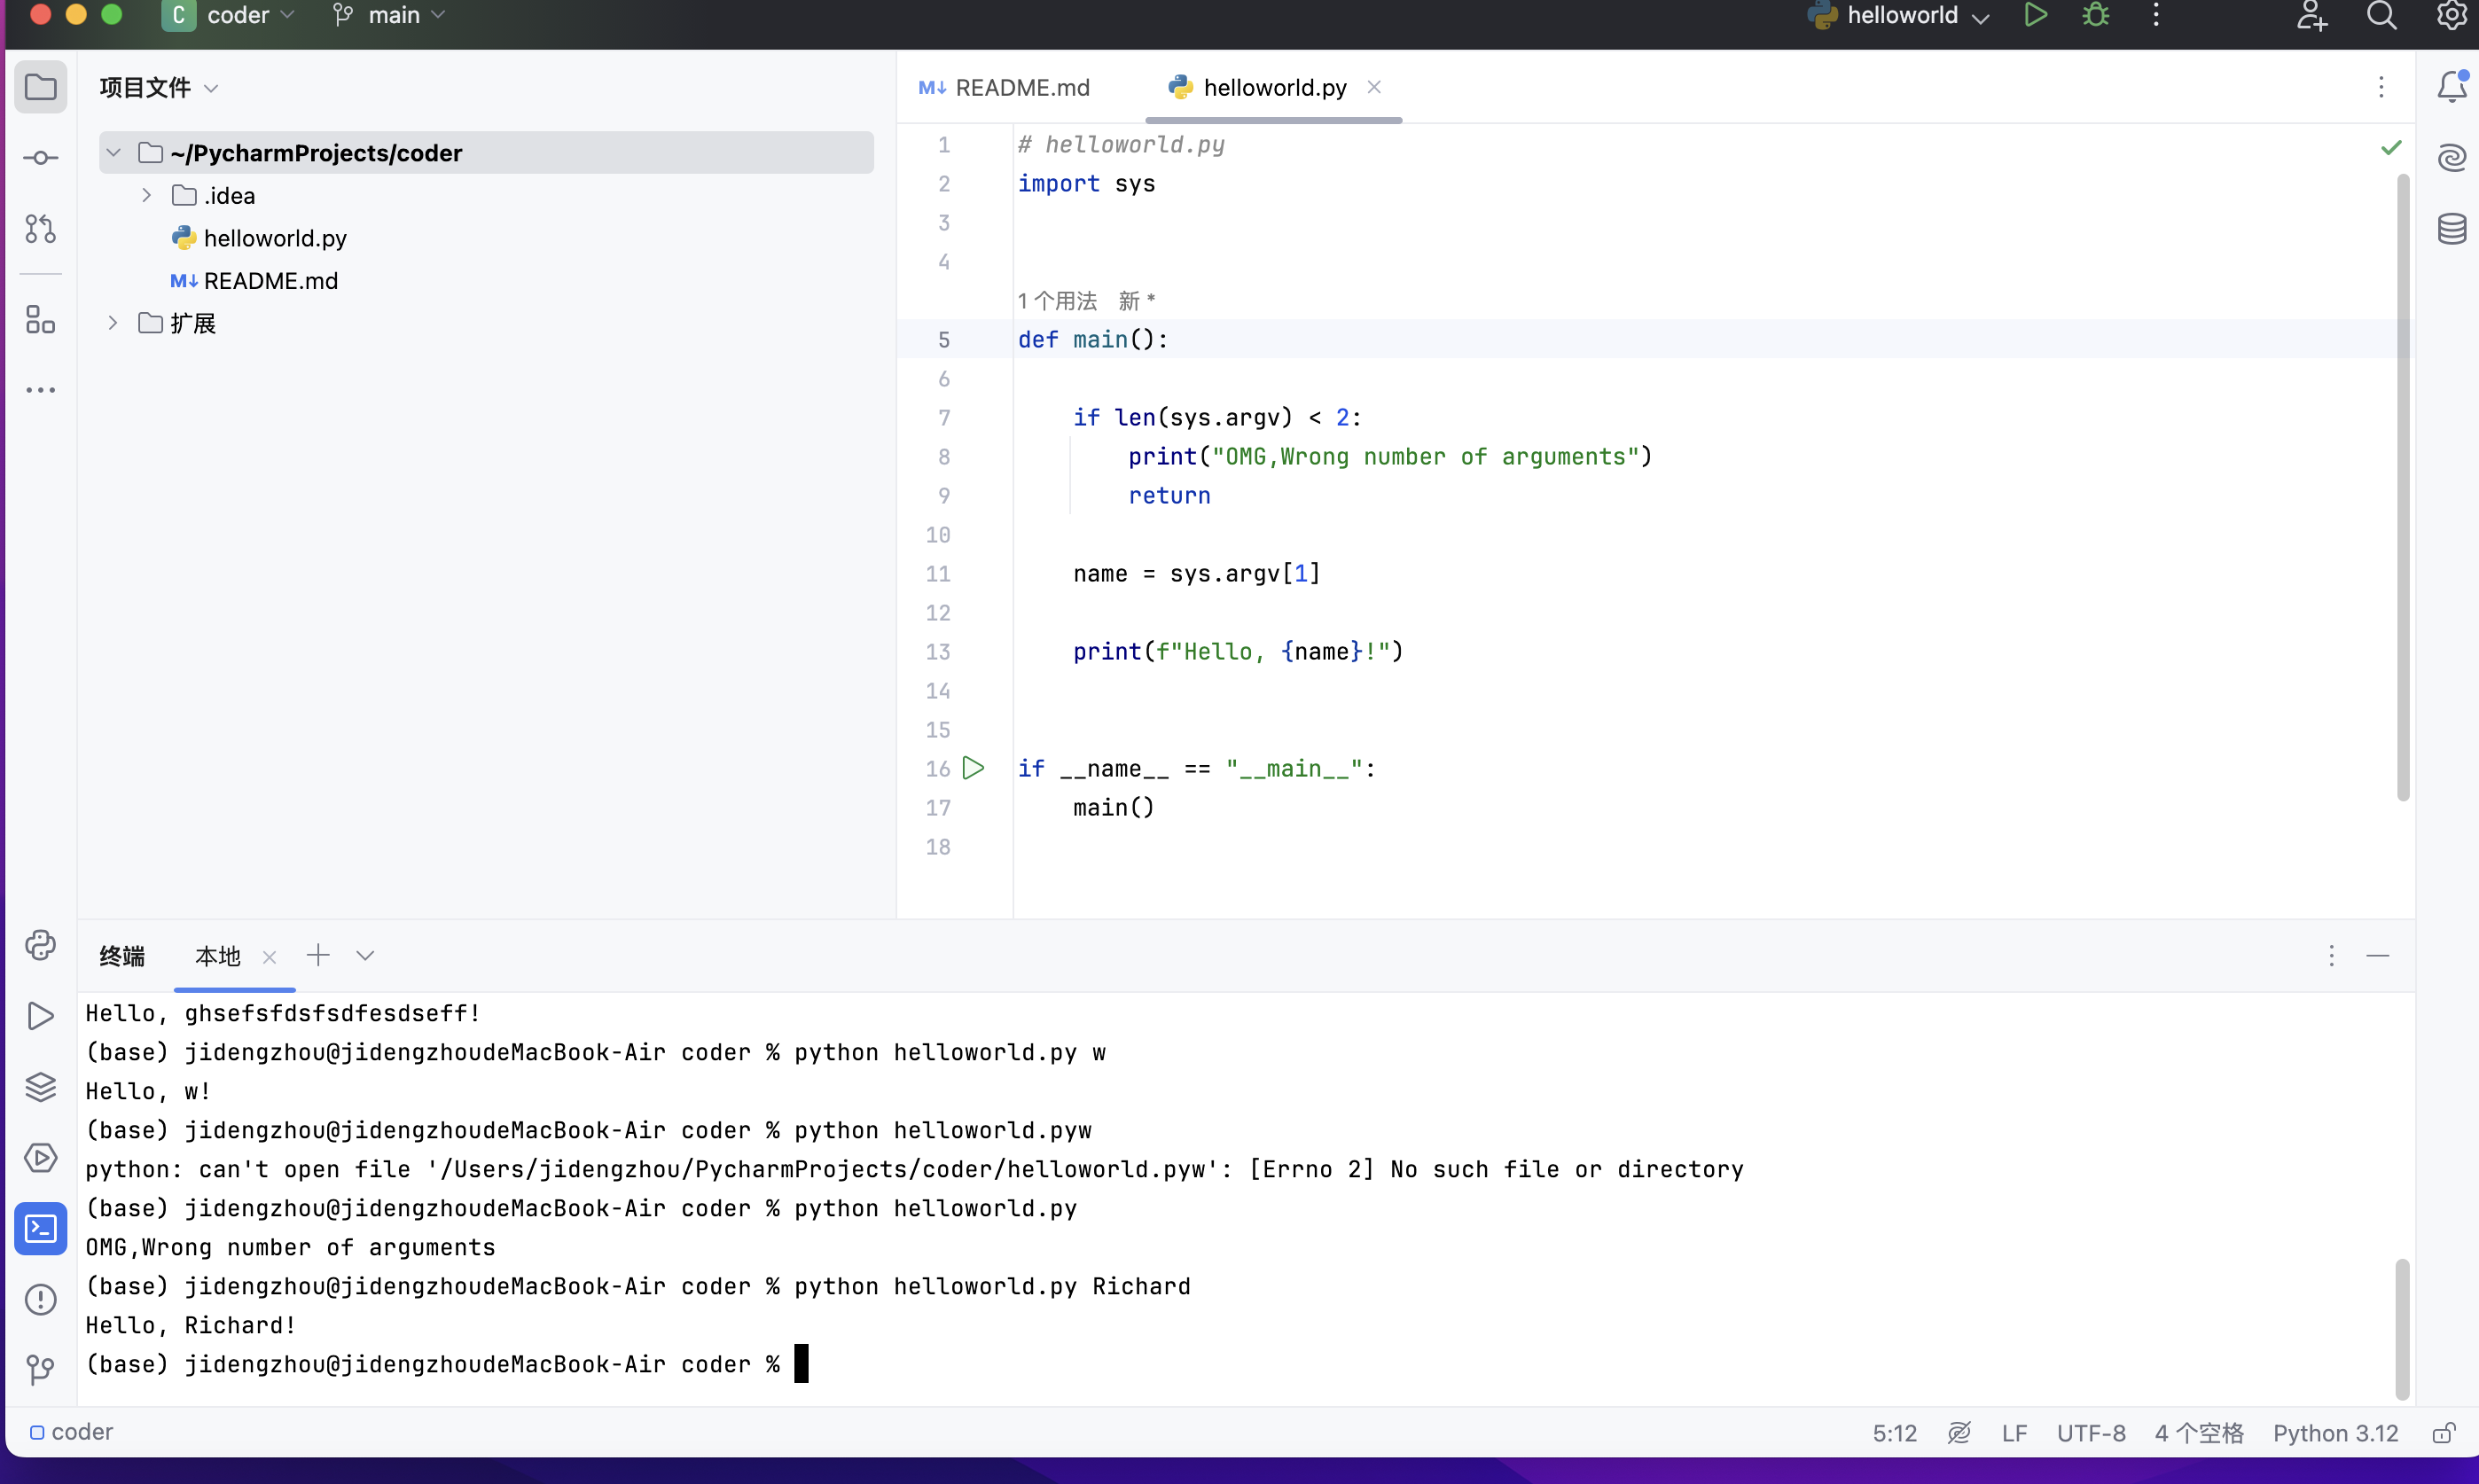 C coder main helloworld
项目文件
~/PycharmProjects/coder
.idea
helloworld.py
M↓ README.md
扩展
M↓ README.md helloworld.py
1 # helloworld.py
2 import sys
3
4
1 个用法 新 *
5 def main():
6
7 if len(sys.argv) < 2:
8 print("OMG,Wrong number of arguments")
9 return
10
11 name = sys.argv[1]
12
13 print(f"Hello, {name}!")
14
15
16 if __name__ == "__main__":
17 main()
18
终端 本地
Hello, ghsefsfdsfsdfesdseff!
(base) jidengzhou@jidengzhoudeMacBook-Air coder % python helloworld.py w
Hello, w!
(base) jidengzhou@jidengzhoudeMacBook-Air coder % python helloworld.pyw
python: can't open file '/Users/jidengzhou/PycharmProjects/coder/helloworld.pyw': [Errno 2] No such file or directory
(base) jidengzhou@jidengzhoudeMacBook-Air coder % python helloworld.py
OMG,Wrong number of arguments
(base) jidengzhou@jidengzhoudeMacBook-Air coder % python helloworld.py Richard
Hello, Richard!
(base) jidengzhou@jidengzhoudeMacBook-Air coder %
coder 5:12 LF UTF-8 4 个空格 Python 3.12